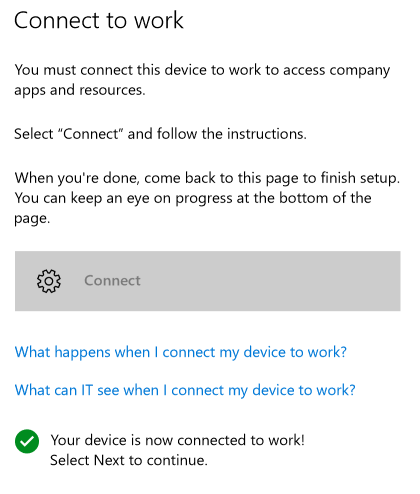 Connect to work
You must connect this device to work to access company
apps and resources.
Select “Connect” and follow the instructions.
When you're done, come back to this page to finish setup.
You can keep an eye on progress at the bottom of the
page.
Connect
What happens when I connect my device to work?
What can IT see when I connect my device to work?
Your device is now connected to work!
Select Next to continue.